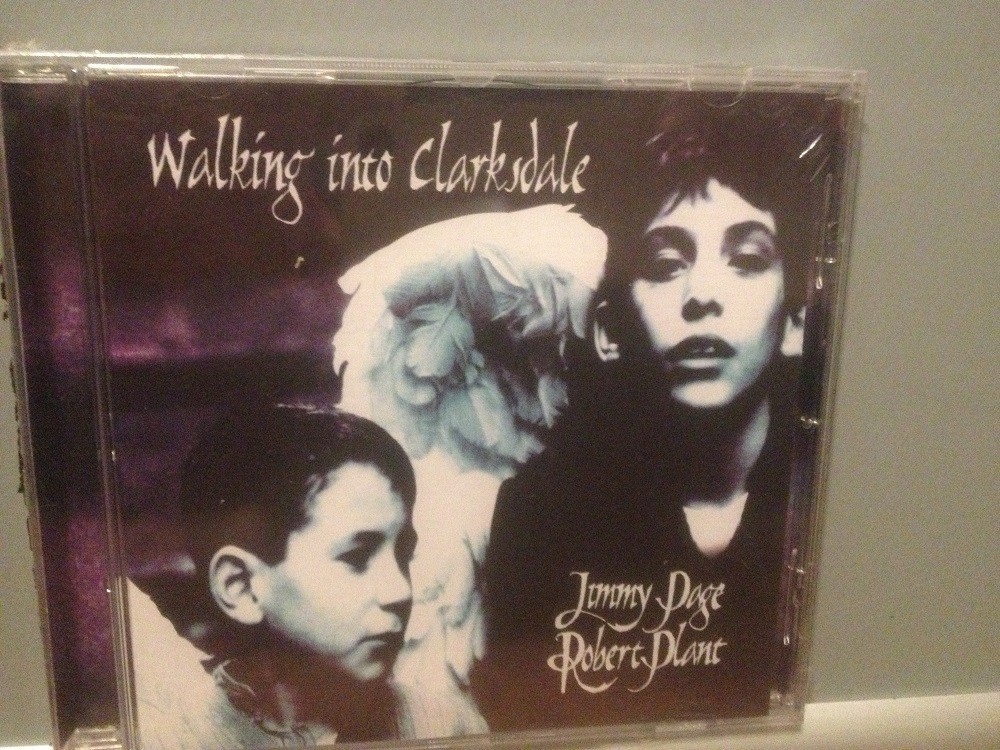 Walking into Clarksdale
Jimmy Page
Robert Plant